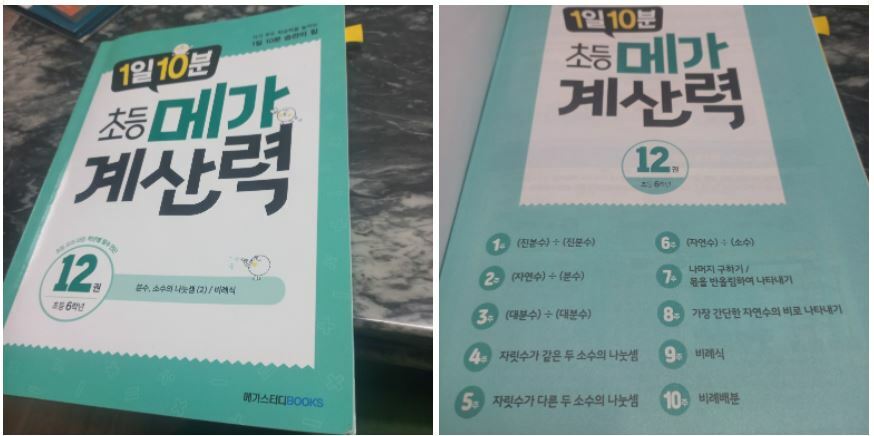 1일 10분
초등 메가
계산력
12권
초등 6학년
분수, 소수의 나눗셈 (2) / 비례식
메가스터디BOOKS
1일 10분
초등 메가
계산력
12권
초등 6학년
1주 (진분수) ÷ (진분수)
2주 (자연수) ÷ (분수)
3주 (대분수) ÷ (대분수)
4주 자릿수가 같은 두 소수의 나눗셈
5주 자릿수가 다른 두 소수의 나눗셈
6주 (자연수) ÷ (소수)
7주 나머지 구하기 /
몫을 반올림하여 나타내기
8주 가장 간단한 자연수의 비로 나타내기
9주 비례식
10주 비례배분